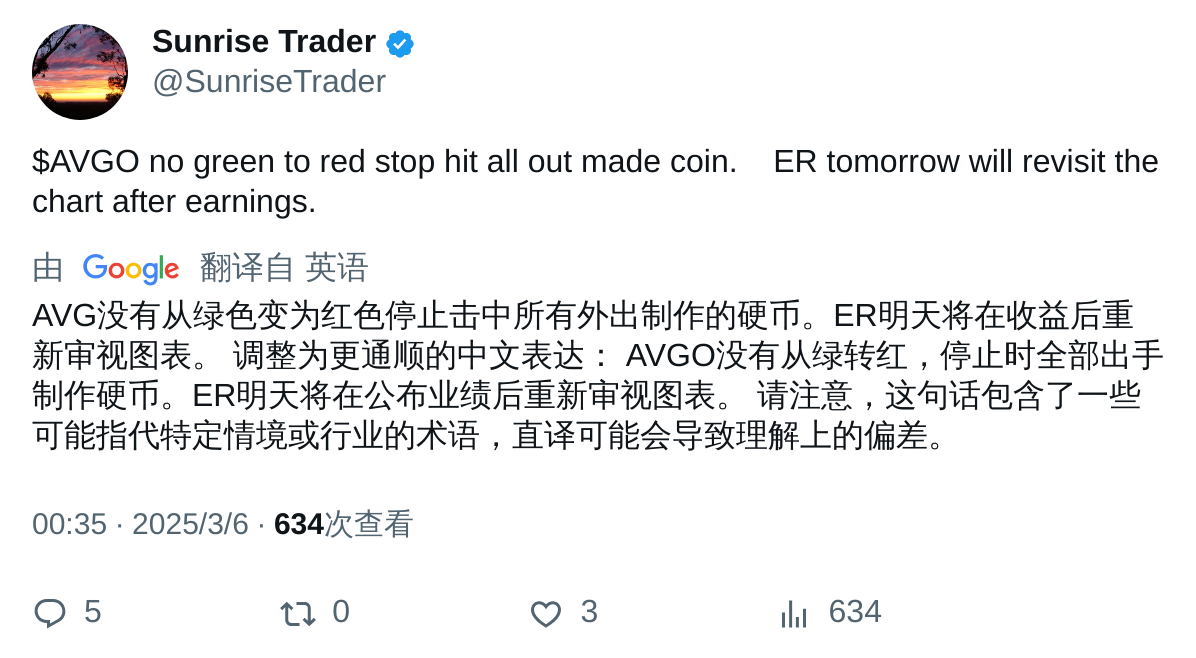 Sunrise Trader
@SunriseTrader
$AVGO no green to red stop hit all out made coin.    ER tomorrow will revisit the
chart after earnings.
由 Google 翻译自 英语
AVG没有从绿色变为红色停止击中所有外出制作的硬币。ER明天将在收益后重
新审视图表。 调整为更通顺的中文表达： AVGO没有从绿转红，停止时全部出手
制作硬币。ER明天将在公布业绩后重新审视图表。 请注意，这句话包含了一些
可能指代特定情境或行业的术语，直译可能会导致理解上的偏差。
00:35 · 2025/3/6 · 634次查看
5 0 3 634